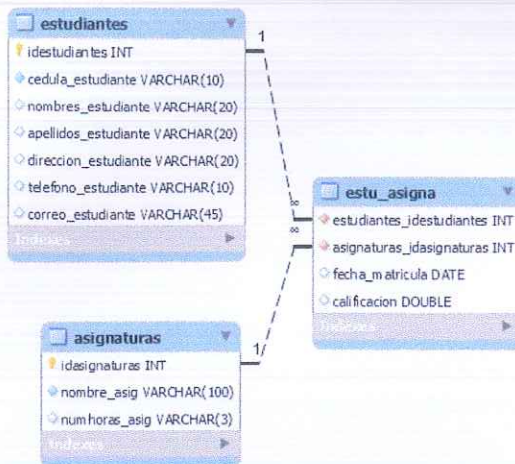 estudiantes
idestudiantes INT
cedula_estudiante VARCHAR(10)
nombres_estudiante VARCHAR(20)
apellidos_estudiante VARCHAR(20)
direccion_estudiante VARCHAR(20)
telefono_estudiante VARCHAR(10)
correo_estudiante VARCHAR(45)
Indexes
1
∞
∞
estu_asigna
estudiantes_idestudiantes INT
asignaturas_idasignaturas INT
fecha_matricula DATE
calificacion DOUBLE
Indexes
asignaturas
idasignaturas INT
nombre_asig VARCHAR(100)
numhoras_asig VARCHAR(3)
Indexes
1